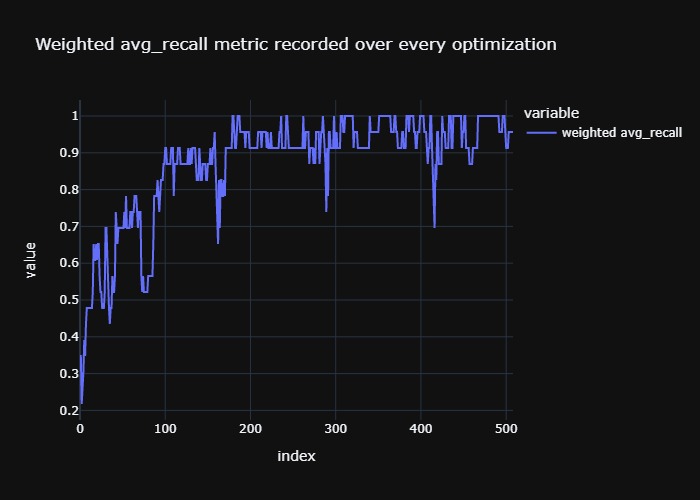 Weighted avg_recall metric recorded over every optimization
variable
weighted avg_recall
value
1
0.9
0.8
0.7
0.6
0.5
0.4
0.3
0.2
0 100 200 300 400 500
index